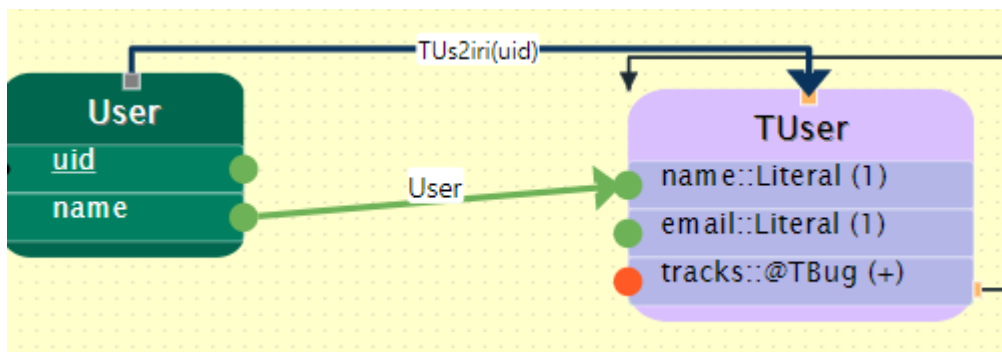 TUs2iri(uid)
User
uid
name
User
TUser
name::Literal (1)
email::Literal (1)
tracks::@TBug (+)